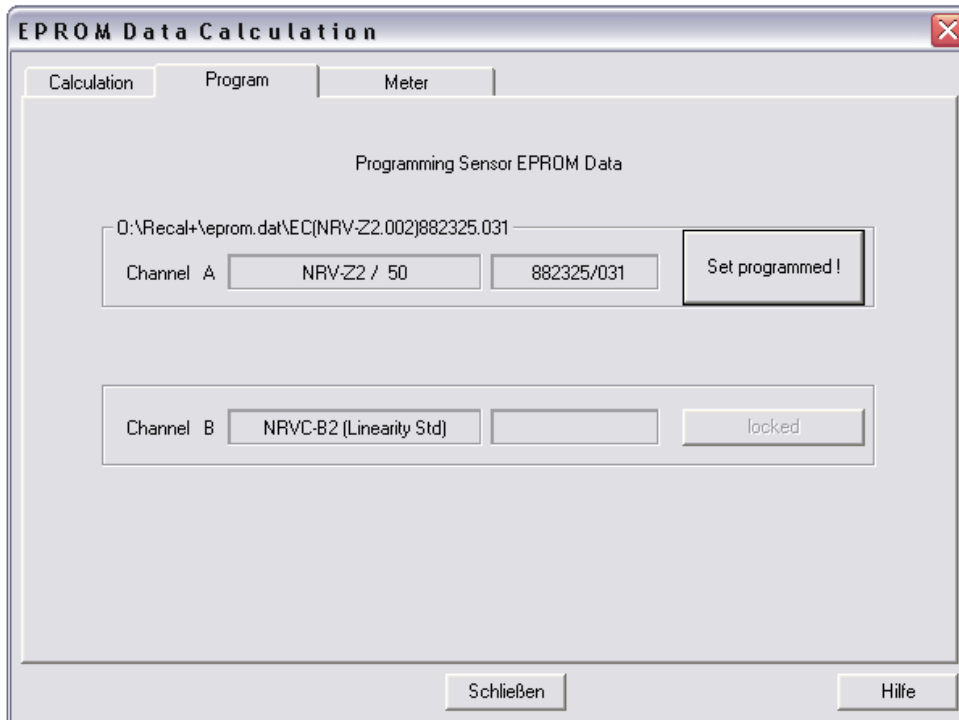 EPROM Data Calculation
Calculation Program Meter
Programming Sensor EPROM Data
O:\Recal+\eprom.dat\EC(NRV-Z2.002)882325.031
Channel A NRV-Z2 / 50 882325/031 Set programmed !
Channel B NRVC-B2 (Linearity Std) locked
Schließen Hilfe